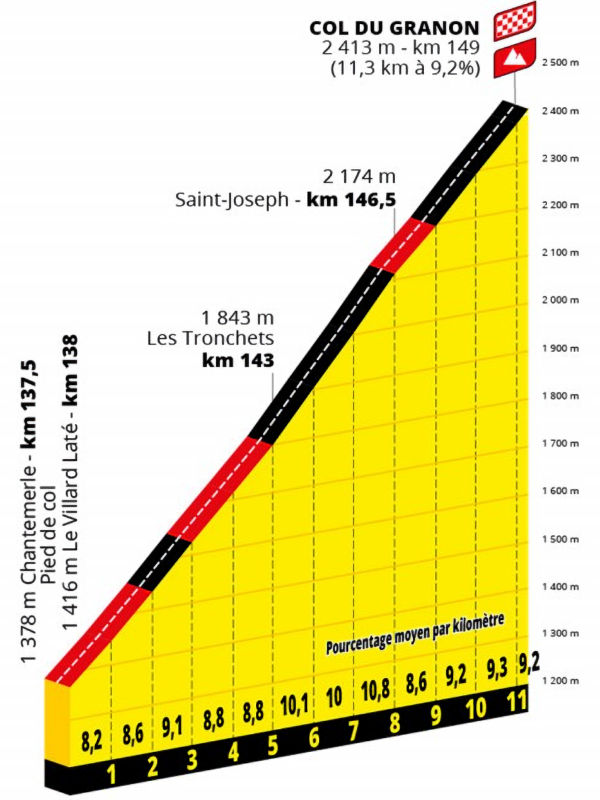 COL DU GRANON
2 413 m - km 149
(11,3 km à 9,2%)
2 500 m
2 400 m
2 300 m
2 200 m
2 100 m
2 000 m
1 900 m
1 800 m
1 700 m
1 600 m
1 500 m
1 400 m
1 300 m
1 200 m
2 174 m
Saint-Joseph - km 146,5
1 843 m
Les Tronchets
km 143
1 378 m Chantemerle - km 137,5
Pied de col
1 416 m Le Villard Laté - km 138
Pourcentage moyen par kilomètre
8,2 8,6 9,1 8,8 8,8 10,1 10 10,8 8,6 9,2 9,3 9,2
1 2 3 4 5 6 7 8 9 10 11